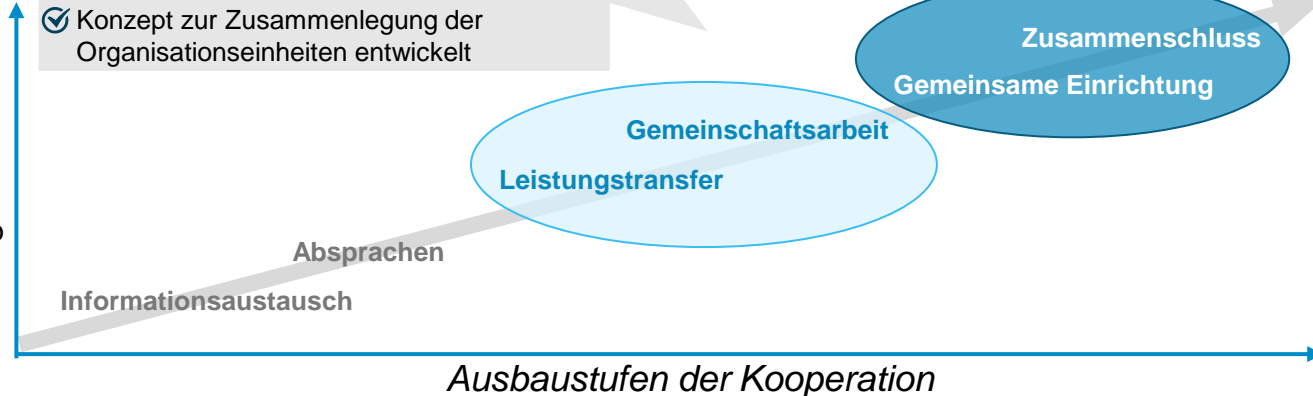 Konzept zur Zusammenlegung der
Organisationseinheiten entwickelt
Zusammenschluss
Gemeinsame Einrichtung
Gemeinschaftsarbeit
Leistungstransfer
Absprachen
Informationsaustausch
Ausbaustufen der Kooperation